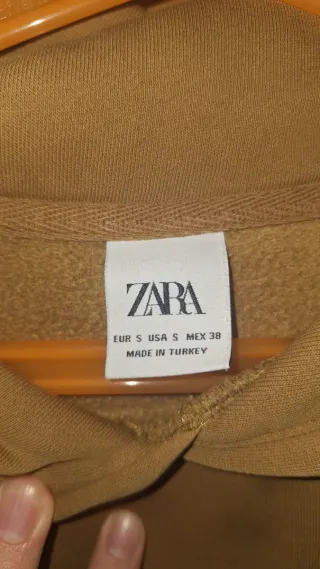 ZARA
EUR S USA S MEX 38
MADE IN TURKEY